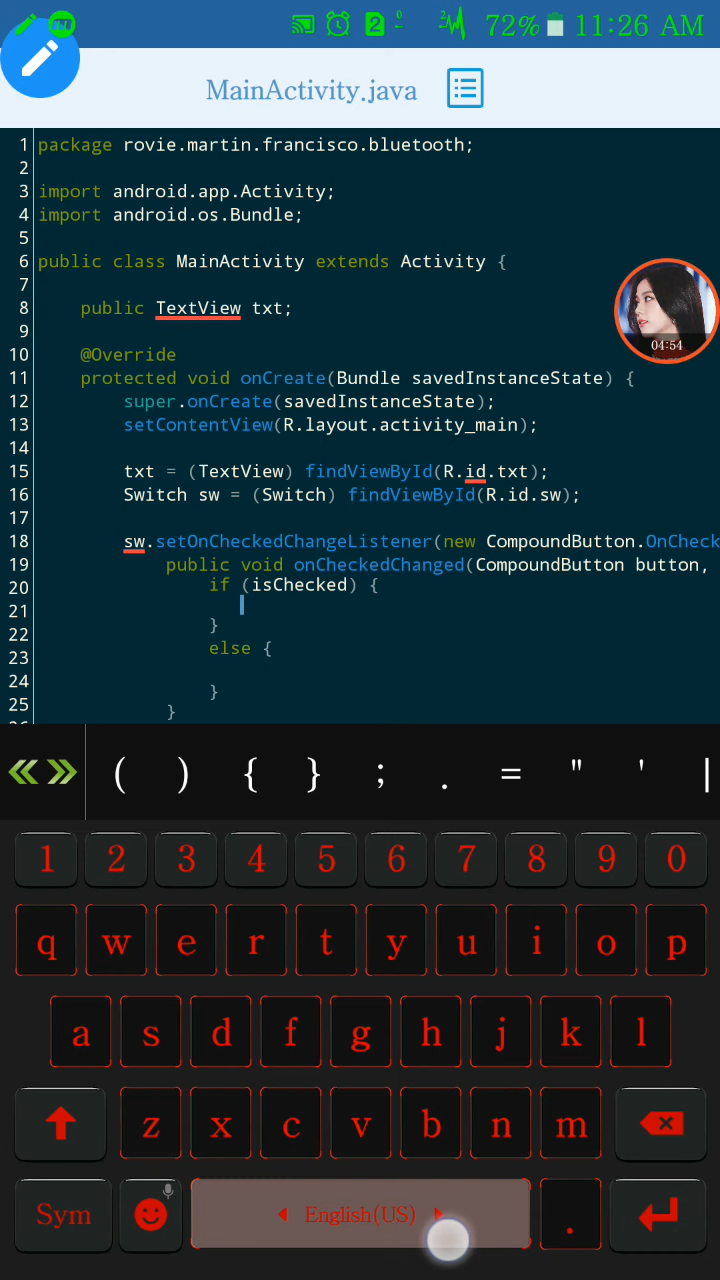 72% 11:26 AM
MainActivity.java
1 package rovie.martin.francisco.bluetooth;
2
3 import android.app.Activity;
4 import android.os.Bundle;
5
6 public class MainActivity extends Activity {
7
8 public TextView txt;
9
10 @Override
11 protected void onCreate(Bundle savedInstanceState) {
12 super.onCreate(savedInstanceState);
13 setContentView(R.layout.activity_main);
14
15 txt = (TextView) findViewById(R.id.txt);
16 Switch sw = (Switch) findViewById(R.id.sw);
17
18 sw.setOnCheckedChangeListener(new CompoundButton.OnCheck
19 public void onCheckedChanged(CompoundButton button,
20 if (isChecked) {
21
22 }
23 else {
24
25 }
}
04:54
( ) { } ; . = " ' |
1 2 3 4 5 6 7 8 9 0
q w e r t y u i o p
a s d f g h j k l
z x c v b n m
Sym English(US) .